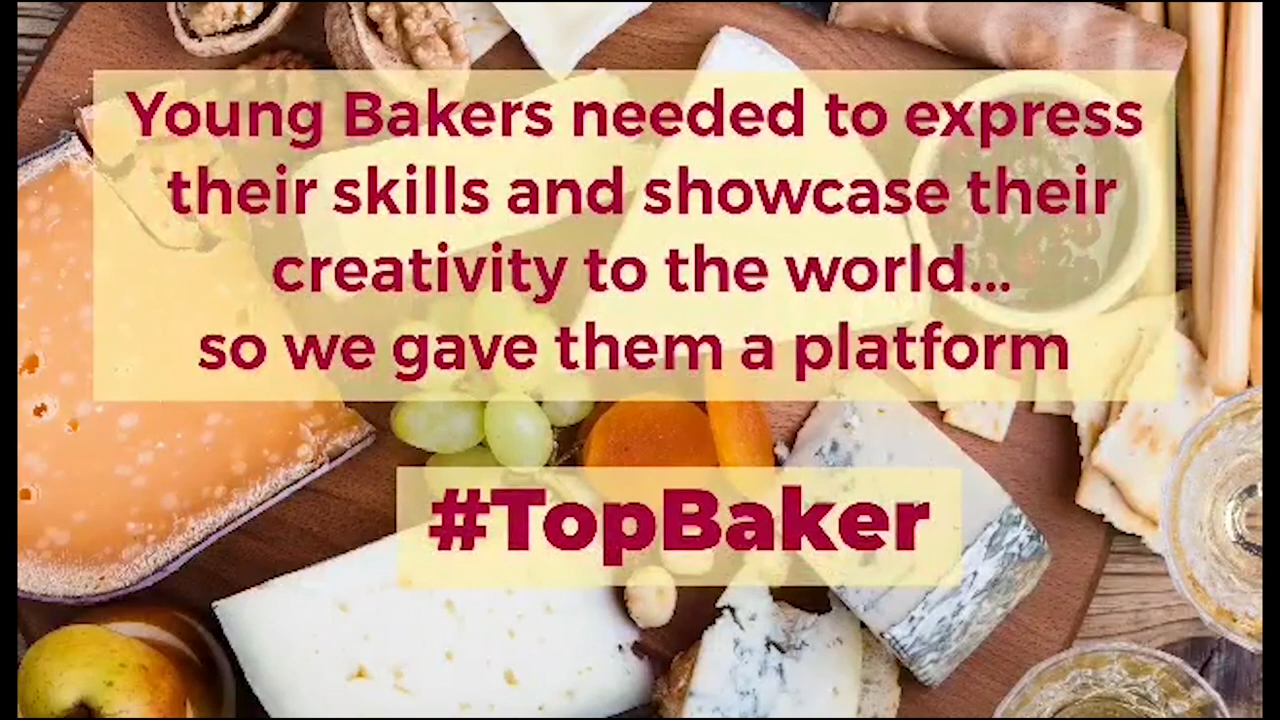 Young Bakers needed to express
their skills and showcase their
creativity to the world...
so we gave them a platform
#TopBaker